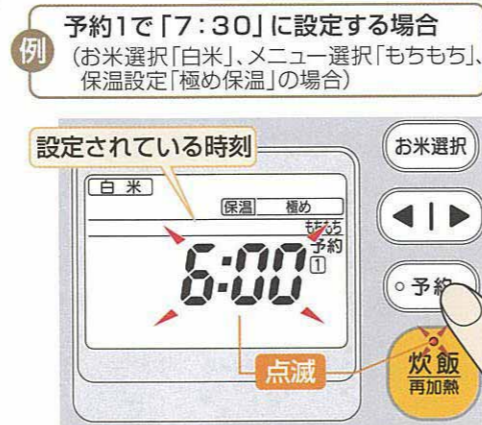 例
予約1で「7:30」に設定する場合
(お米選択「白米」、メニュー選択「もちもち」、
保温設定「極め保温」の場合)
設定されている時刻
お米選択
白米
保温 極め
もちもち
予約
1
6:00
予約
点滅
炊飯
再加熱